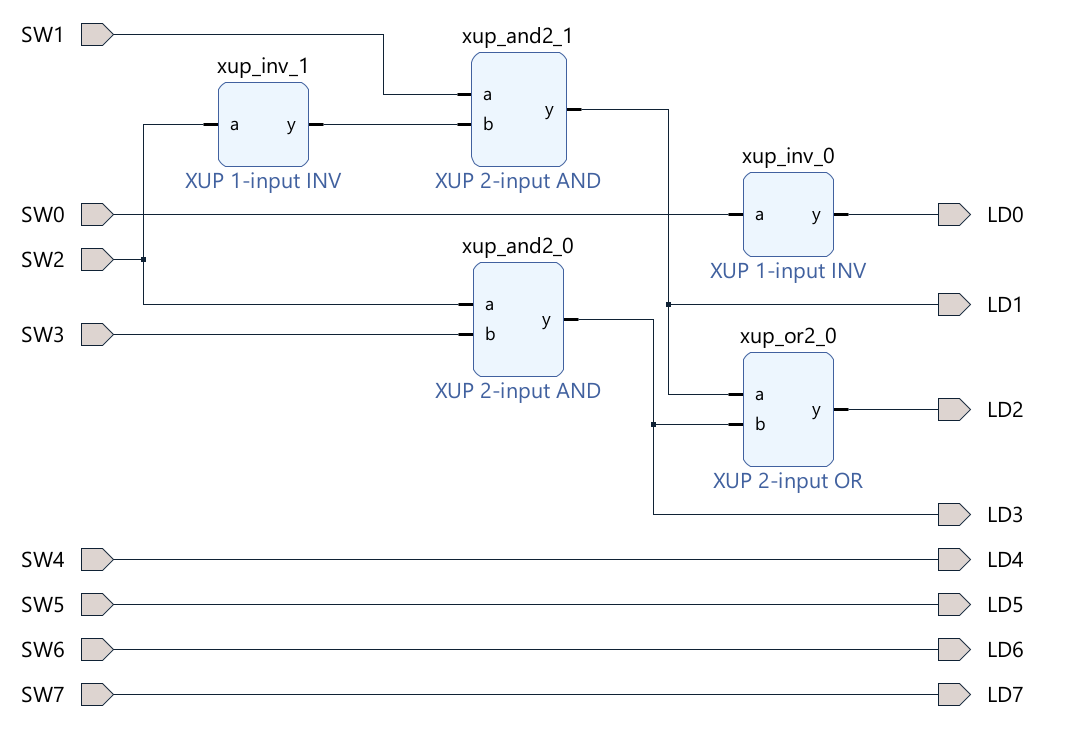 SW1
xup_and2_1
xup_inv_1
a
y
b
a
y
XUP 1-input INV
XUP 2-input AND
xup_inv_0
SW0
a
y
LD0
xup_and2_0
SW2
XUP 1-input INV
a
y
b
SW3
LD1
xup_or2_0
XUP 2-input AND
a
y
b
LD2
XUP 2-input OR
LD3
SW4
LD4
SW5
LD5
SW6
LD6
SW7
LD7